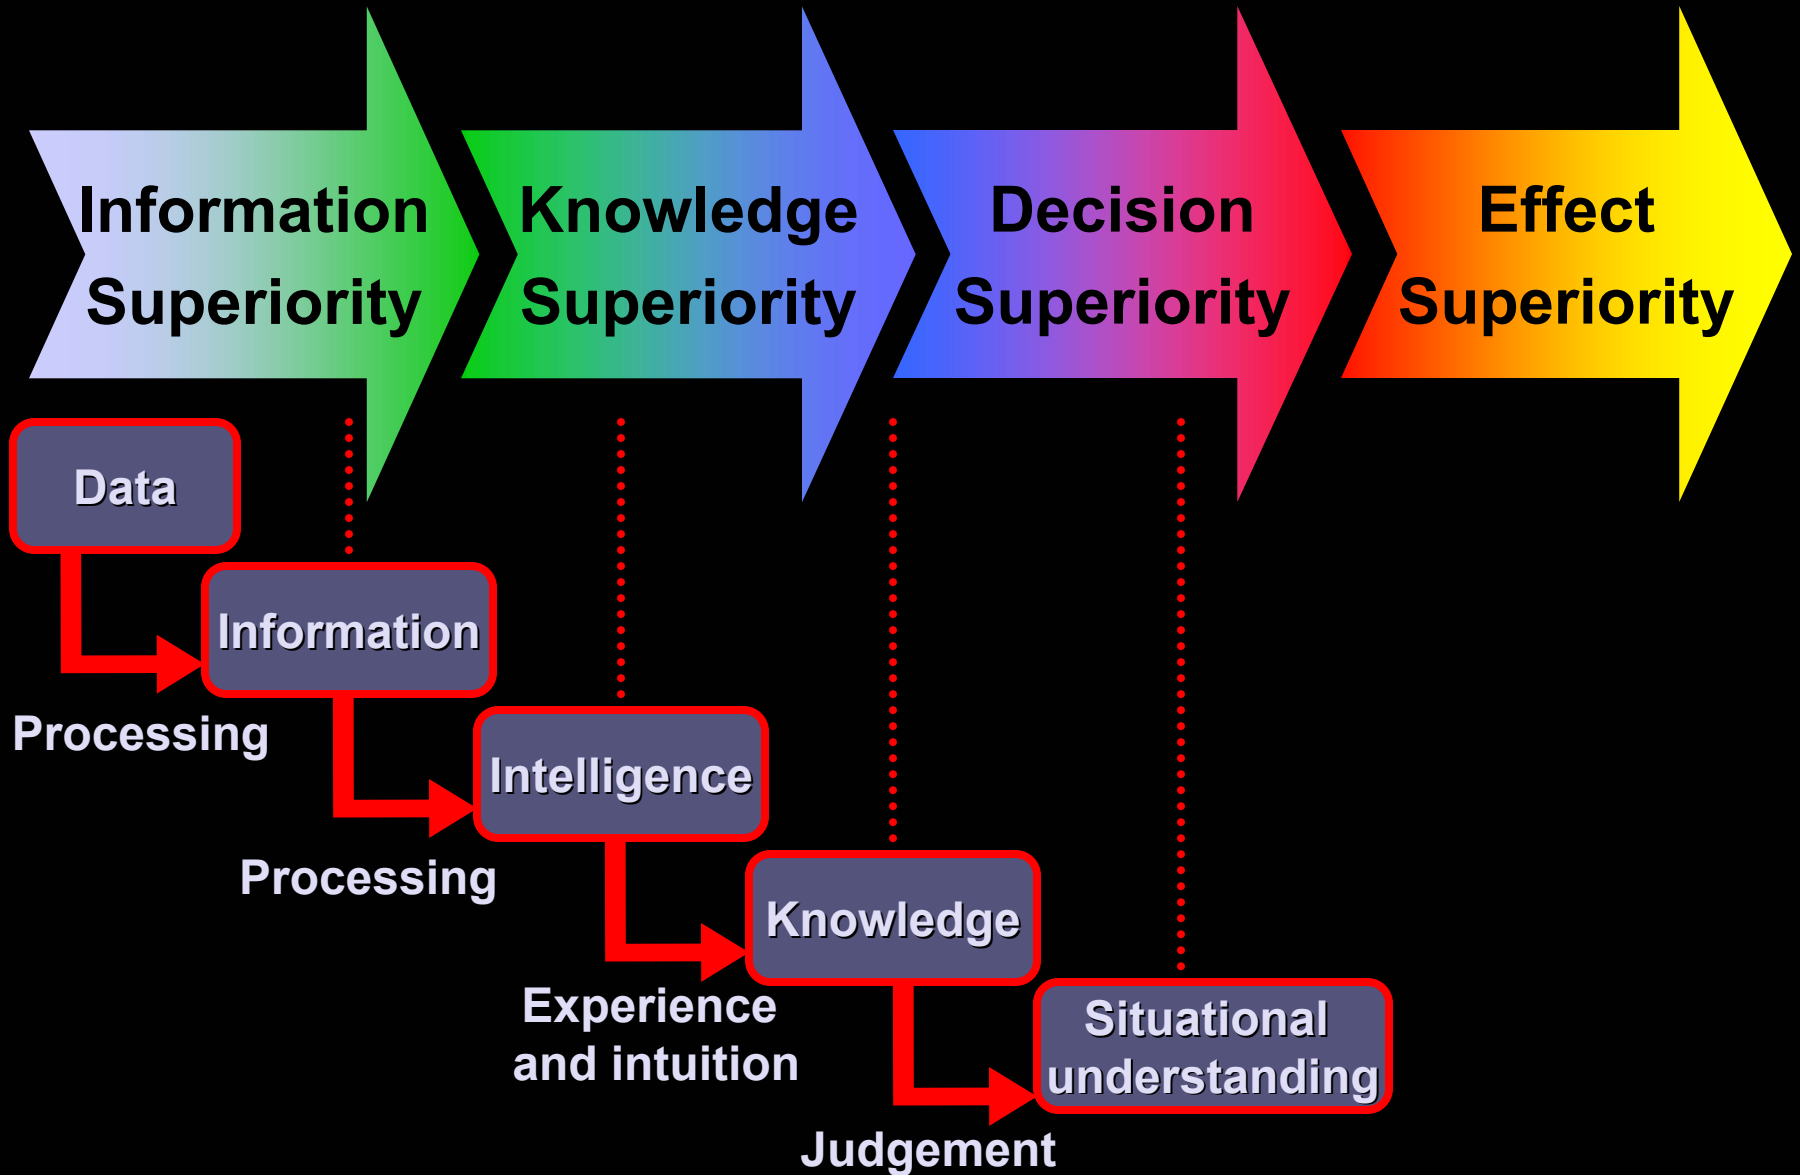 Information
Superiority
Knowledge
Superiority
Decision
Superiority
Effect
Superiority
Data
Processing
Information
Processing
Intelligence
Experience
and intuition
Knowledge
Judgement
Situational
understanding